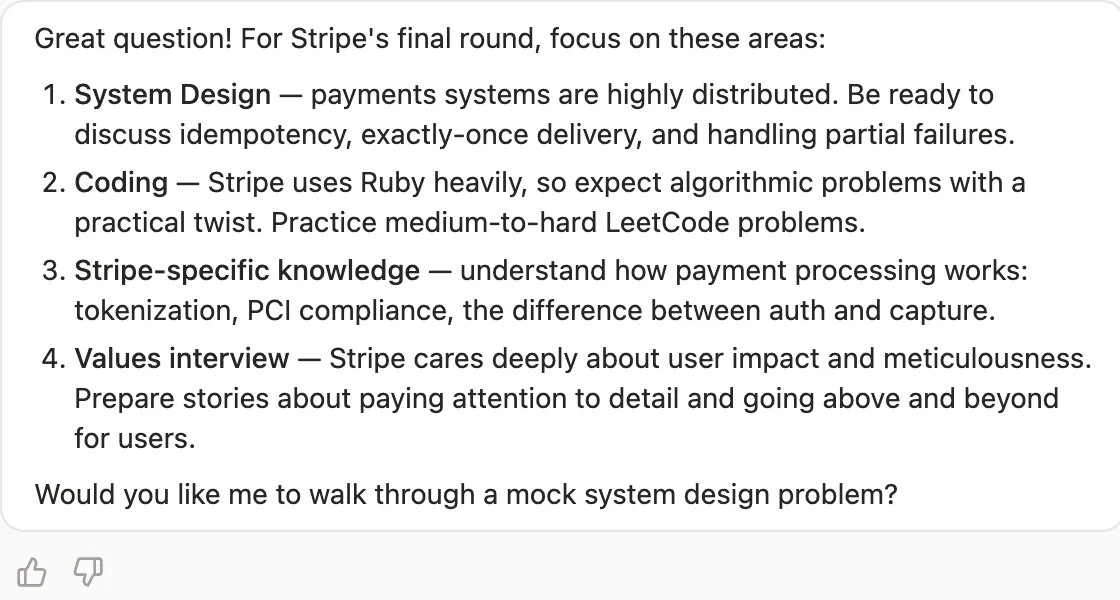 Great question! For Stripe's final round, focus on these areas:
1. System Design — payments systems are highly distributed. Be ready to
discuss idempotency, exactly-once delivery, and handling partial failures.
2. Coding — Stripe uses Ruby heavily, so expect algorithmic problems with a
practical twist. Practice medium-to-hard LeetCode problems.
3. Stripe-specific knowledge — understand how payment processing works:
tokenization, PCI compliance, the difference between auth and capture.
4. Values interview — Stripe cares deeply about user impact and meticulousness.
Prepare stories about paying attention to detail and going above and beyond
for users.
Would you like me to walk through a mock system design problem?